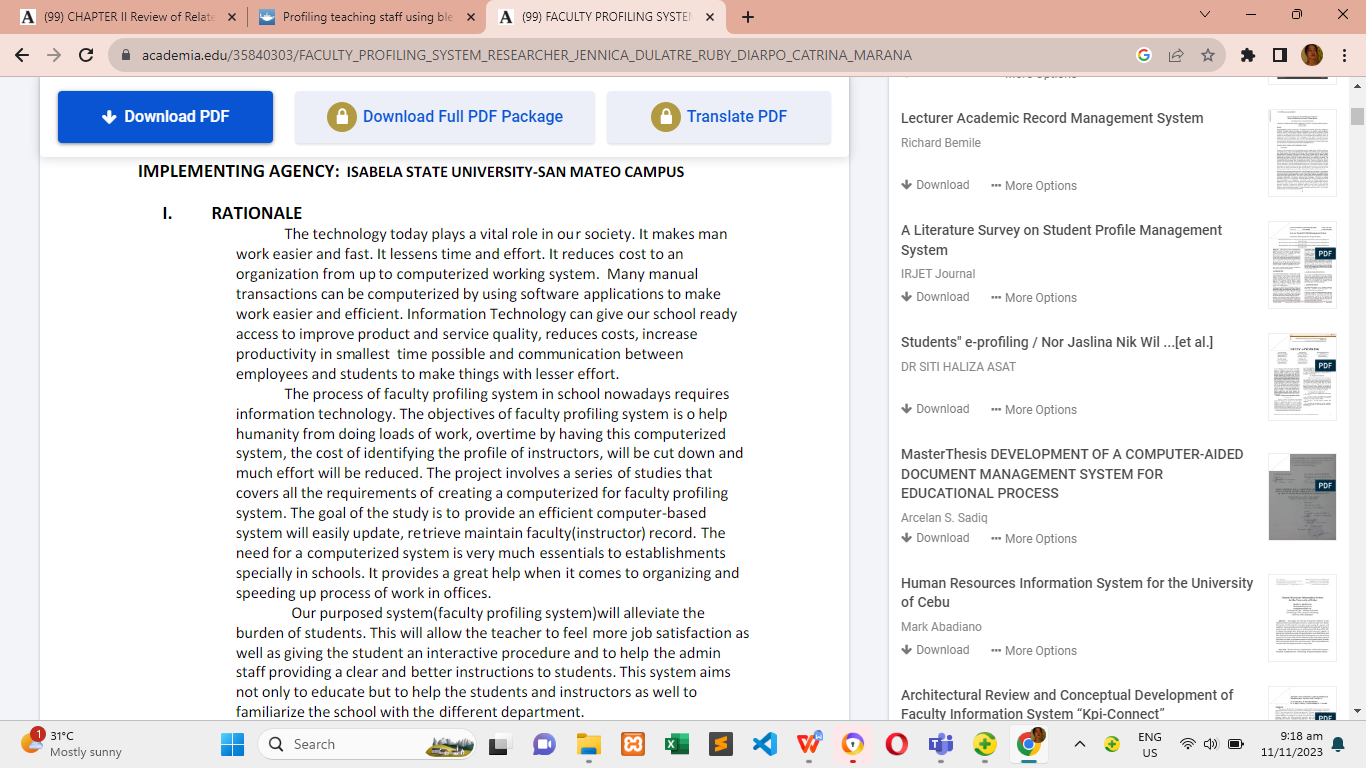 (99) CHAPTER II Review of Relate
Profiling teaching staff using ble
(99) FACULTY PROFILING SYSTEM
academia.edu/35840303/FACULTY_PROFILING_SYSTEM_RESEARCHER_JENNICA_DULATRE_RUBY_DIARPO_CATRINA_MARANA
Download PDF
Download Full PDF Package
Translate PDF
IMPLEMENTING AGENCY: ISABELA STATE UNIVERSITY-SAN MATEO CAMPUS
I. RATIONALE
The technology today plays a vital role in our society. It makes man
work easier and fast. It lessen time and effort. It reduces cost to an
organization from up to computerized working system. Many manual
transactions can be computerized by using software applications to make
work easier and efficient. Information Technology can give our school ready
access to improve product and service quality, reduces costs, increase
productivity in smallest time possible and communication between
employees and students to make things with lesser effort
The process of faculty profiling system in school nowadays requires
information technology. The objectives of faculty profiling system is to help
humanity from doing loads of work, overtime by having this computerized
system, the cost of identifying the profile of instructors, will be cut down and
much effort will be reduced. The project involves a series of studies that
covers all the requirements of creating a computerized for faculty profiling
system. The goal of the study is to provide an efficient computer-based
system will easily update, retrieve maintain faculty(instructor) record. The
need for a computerized system is very much essentials to establishments
specially in schools. It provides a great help when it comes to organizing and
speeding up process of work in offices.
Our purposed system faculty profiling system will alleviate the
burden of students. This will allow the teacher to feel more job satisfaction as
well as giving the student an interactive procedure and help the admin
staff providing a clear and better instructions to students. This system aims
not only to educate but to help the students and instructors as well to
familiarize the school with the different department.
More Options
Lecturer Academic Record Management System
Richard Bemile
Download More Options
A Literature Survey on Student Profile Management
System
IRJET Journal
PDF
Download More Options
Students" e-profiling / Nor Jaslina Nik Wil ...[et al.]
DR SITI HALIZA ASAT
PDF
Download More Options
MasterThesis DEVELOPMENT OF A COMPUTER-AIDED
DOCUMENT MANAGEMENT SYSTEM FOR
EDUCATIONAL PROCESS
PDF
Arcelan S. Sadiq
Download More Options
Human Resources Information System for the University
of Cebu
Mark Abadiano
Download More Options
Architectural Review and Conceptual Development of
Faculty Information System “Kpi-Connect”
PDF
1
31°C
Mostly sunny
Search
ENG
US
9:18 am
11/11/2023